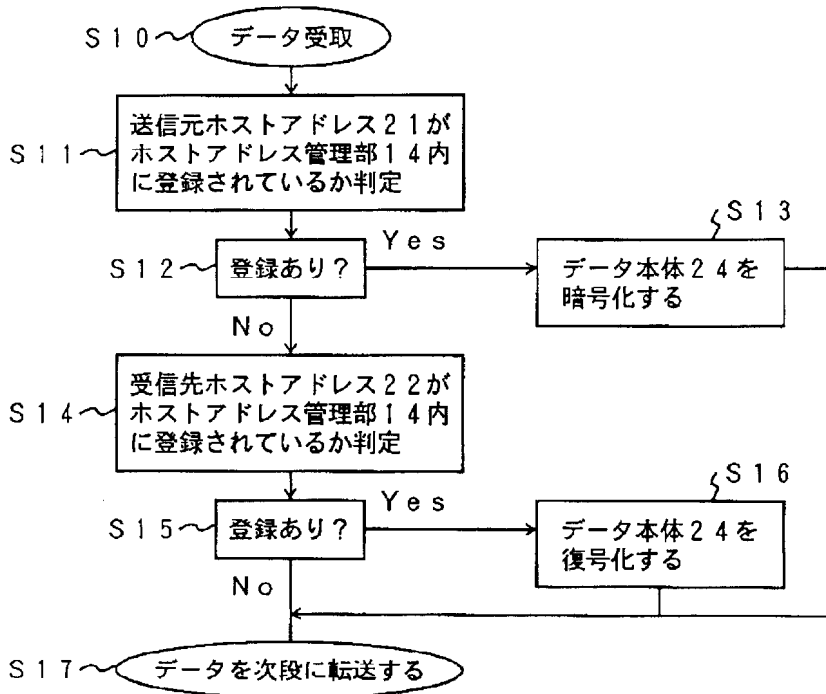 S10 データ受取
送信元ホストアドレス21が
S11 ホストアドレス管理部14内
に登録されているか判定
S13
Yes
S12 登録あり? データ本体24を
暗号化する
No
受信先ホストアドレス22が
S14 ホストアドレス管理部14内
に登録されているか判定
S16
Yes
S15 登録あり? データ本体24を
復号化する
No
S17 データを次段に転送する